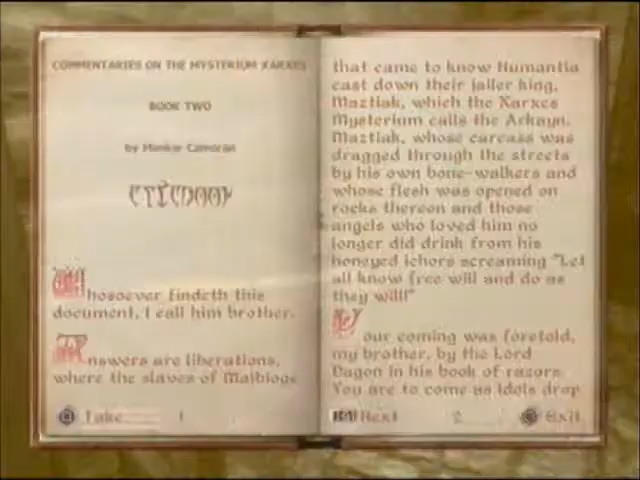 COMMENTARIES ON THE MYSTERIUM XARXES
BOOK TWO
by Mankar Camoran
Whosoever findeth this
document, I call him brother.
Answers are liberations,
where the slaves of Malbioge
Take
1
that came to know Numantia
cast down their jailer king,
Maztiak, which the Xarxes
Mysterium calls the Arkayn.
Maztiak, whose carcass was
dragged through the streets
by his own bone-walkers and
whose flesh was opened on
rocks thereon and those
angels who loved him no
longer did drink from his
honeyed ichors screaming "Let
all know free will and do as
they will!"
Your coming was foretold,
my brother, by the Lord
Dagon in his book of razors.
You are to come as Idols drop
Next
2
Exit